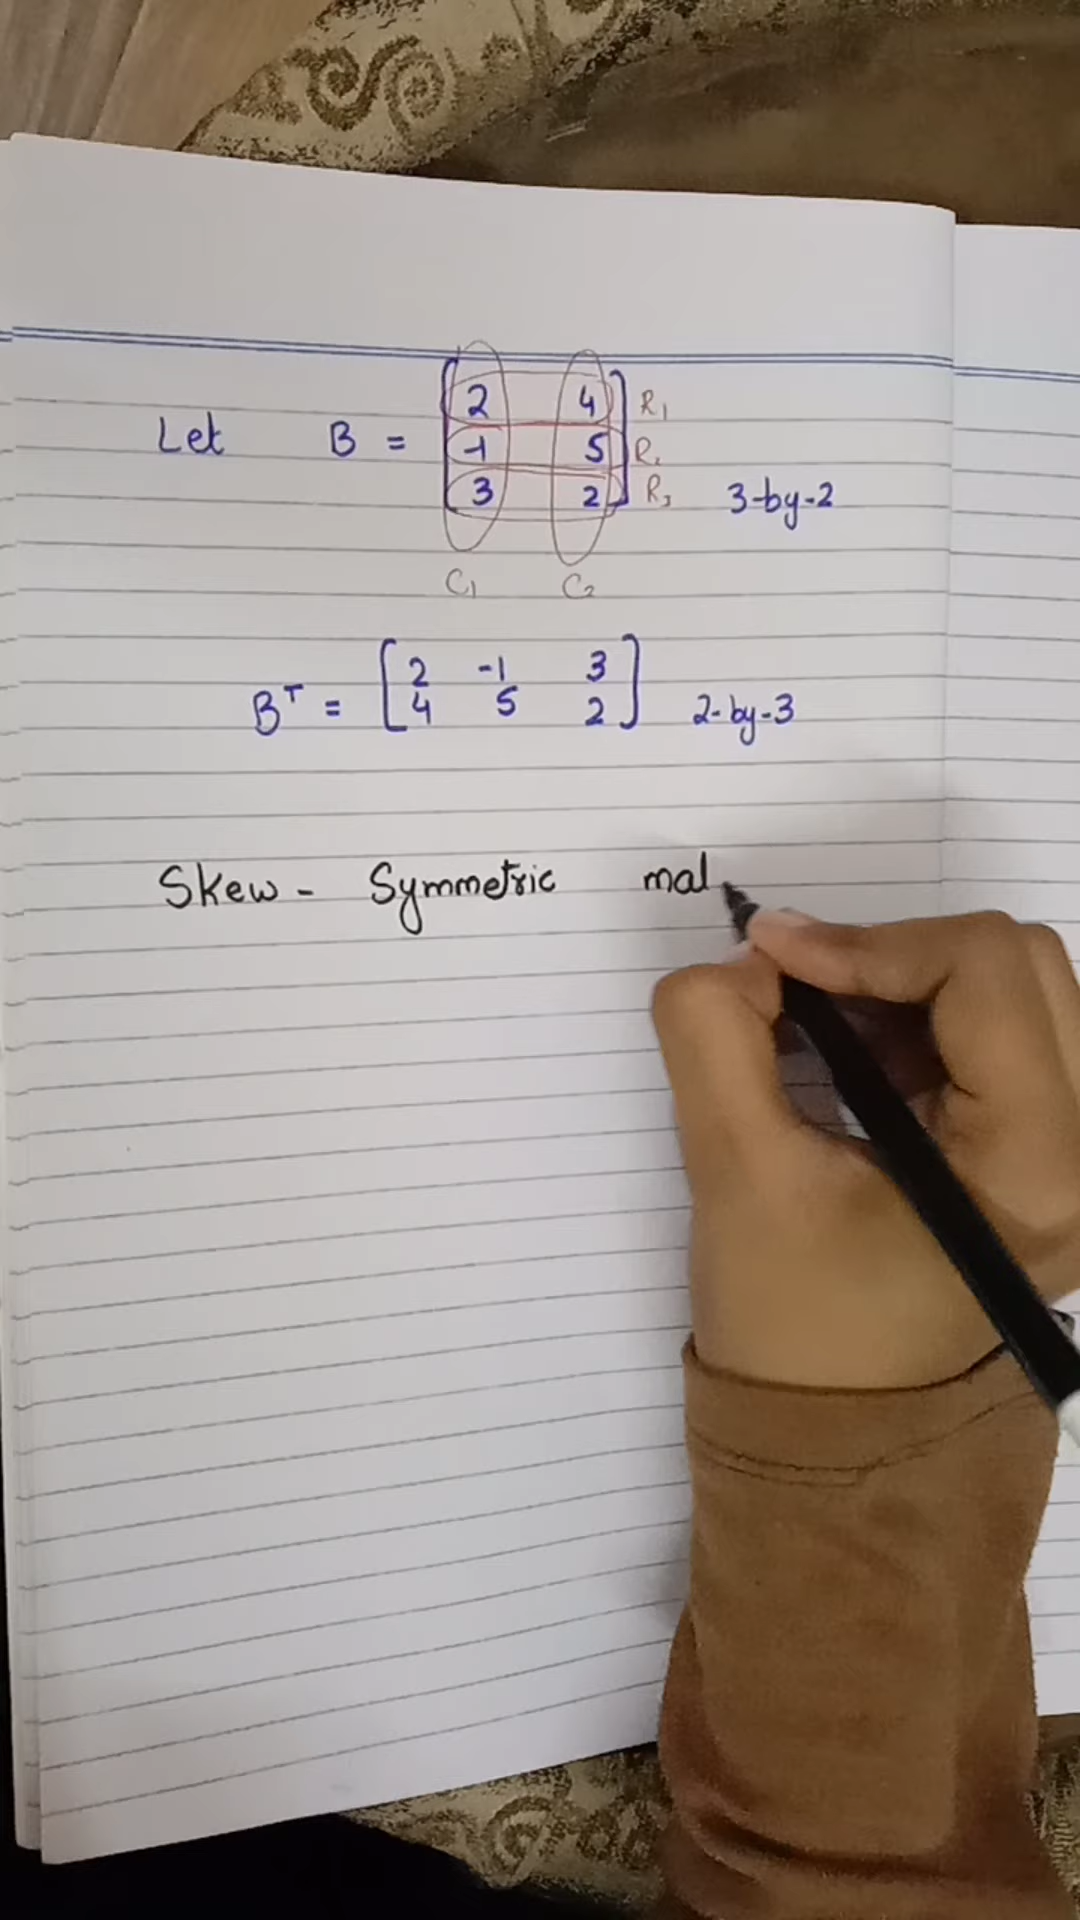 2 4 R₁
Let B = -1 5 R₂
3 2 R₃ 3-by-2
C₁ C₂
2 -1 3
Bᵀ = 4 5 2 2-by-3
Skew - Symmetric mat